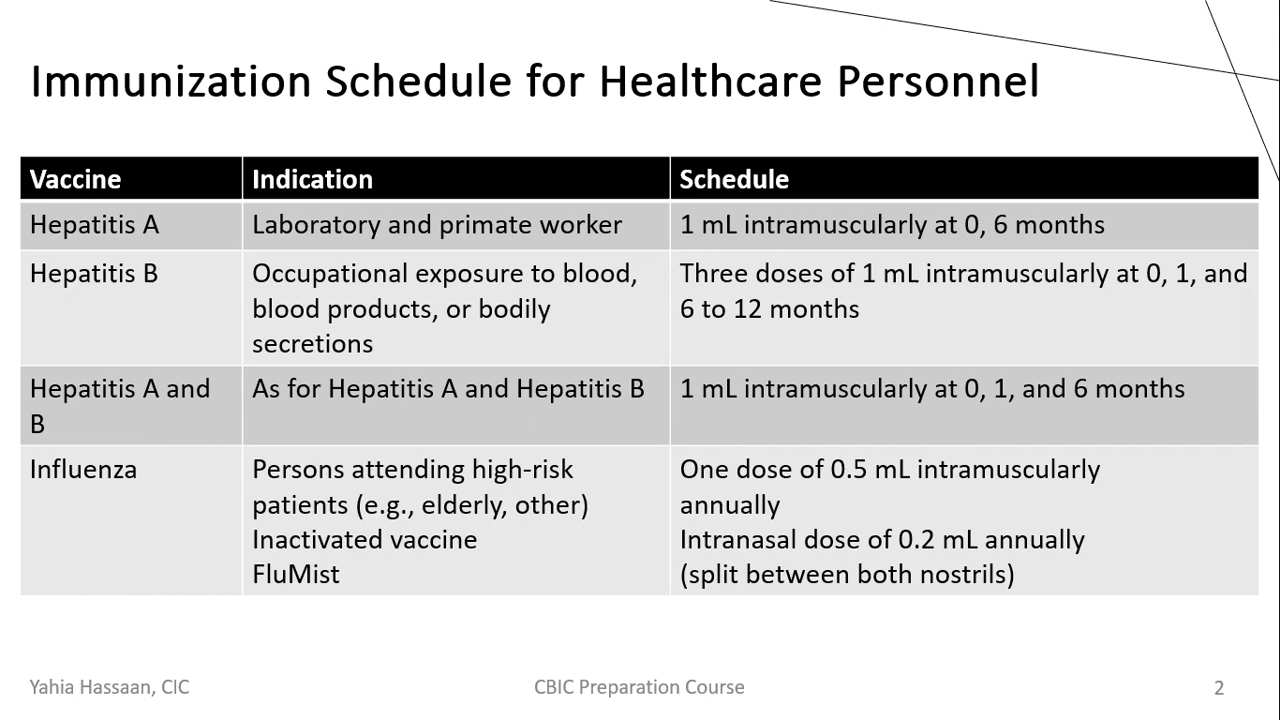 Immunization Schedule for Healthcare Personnel
Vaccine
Indication
Schedule
Hepatitis A
Laboratory and primate worker
1 mL intramuscularly at 0, 6 months
Hepatitis B
Occupational exposure to blood,
blood products, or bodily
secretions
Three doses of 1 mL intramuscularly at 0, 1, and
6 to 12 months
Hepatitis A and
B
As for Hepatitis A and Hepatitis B
1 mL intramuscularly at 0, 1, and 6 months
Influenza
Persons attending high-risk
patients (e.g., elderly, other)
Inactivated vaccine
FluMist
One dose of 0.5 mL intramuscularly
annually
Intranasal dose of 0.2 mL annually
(split between both nostrils)
Yahia Hassaan, CIC
CBIC Preparation Course
2